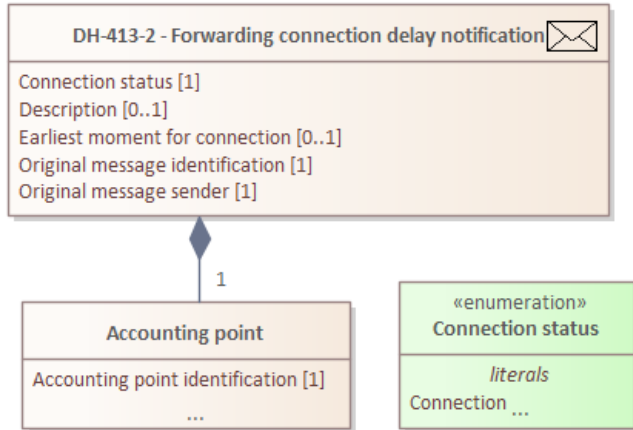 DH-413-2 - Forwarding connection delay notification
Connection status [1]
Description [0..1]
Earliest moment for connection [0..1]
Original message identification [1]
Original message sender [1]
1
Accounting point
Accounting point identification [1]
...
«enumeration»
Connection status
literals
Connection ...